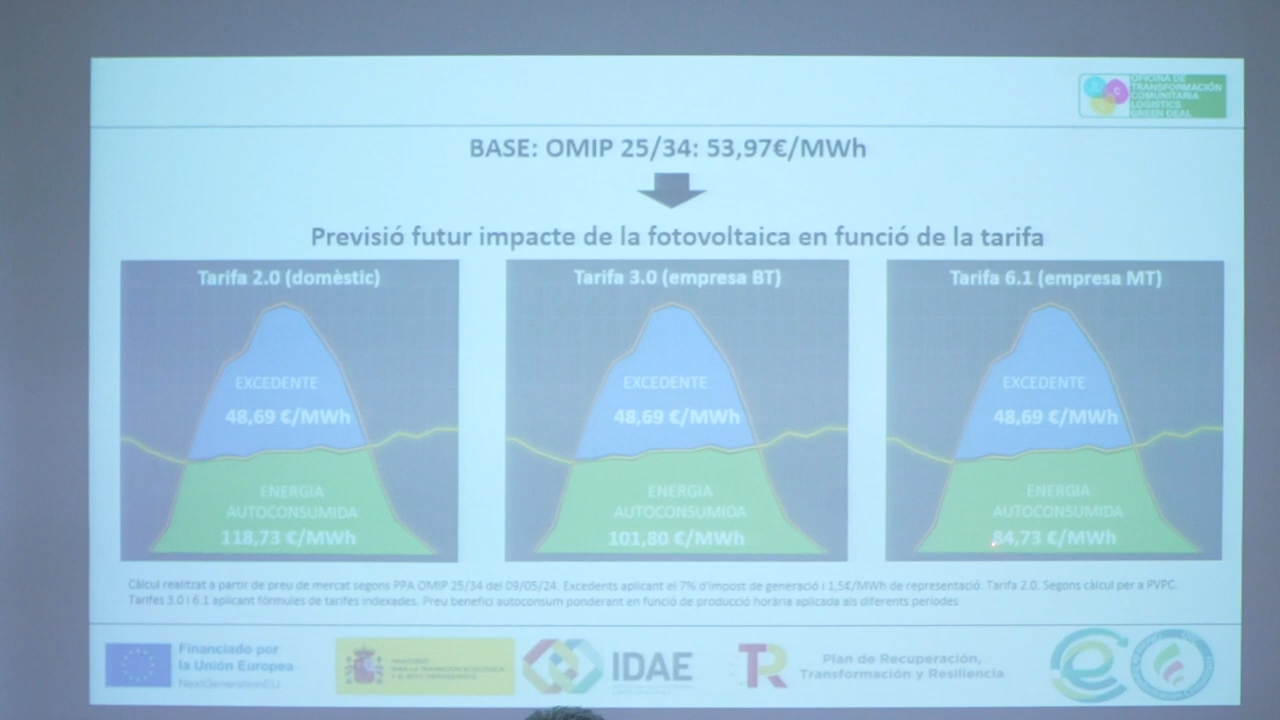 OFICINA DE
TRANSFORMACIÓN
COMUNITARIA
LOGISTICS
GREEN DEAL
BASE: OMIP 25/34: 53,97€/MWh
Previsió futur impacte de la fotovoltaica en funció de la tarifa
Tarifa 2.0 (domèstic)
EXCEDENTE
48,69 €/MWh
ENERGIA
AUTOCONSUMIDA
118,73 €/MWh
Tarifa 3.0 (empresa BT)
EXCEDENTE
48,69 €/MWh
ENERGIA
AUTOCONSUMIDA
101,80 €/MWh
Tarifa 6.1 (empresa MT)
EXCEDENTE
48,69 €/MWh
ENERGIA
AUTOCONSUMIDA
84,73 €/MWh
Càlcul realitzat a partir de preu de mercat segons PPA OMIP 25/34 del 09/05/24. Excedents aplicant el 7% d'impost de generació i 1,5€/MWh de representació. Tarifa 2.0. Segons càlcul per a PVPC.
Tarifes 3.0 i 6.1 aplicant fórmules de tarifes indexades. Preu benefici autoconsum ponderant en funció de producció horària aplicada als diferents períodes
Financiado por
la Unión Europea
NextGenerationEU
MINISTERIO
PARA LA TRANSICIÓN ECOLÓGICA
Y EL RETO DEMOGRÁFICO
IDAE
TR
Plan de Recuperación,
Transformación y Resiliencia